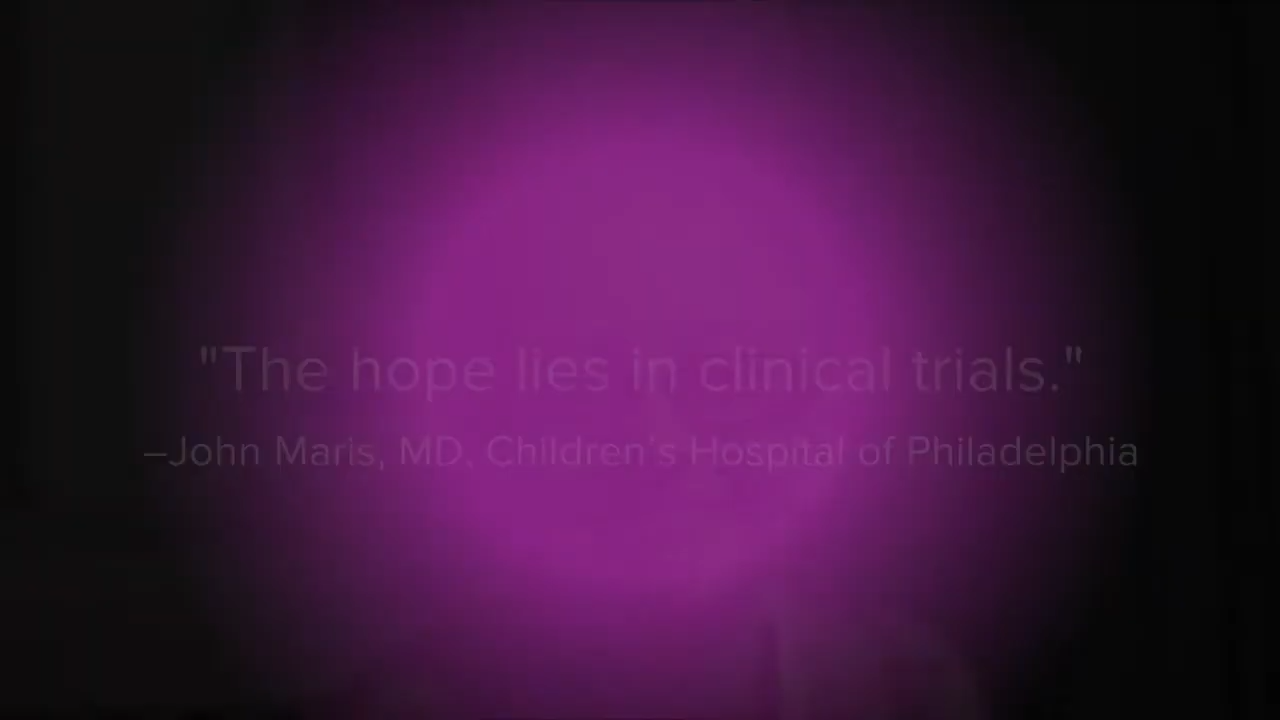 "The hope lies in clinical trials."
–John Maris, MD, Children's Hospital of Philadelphia